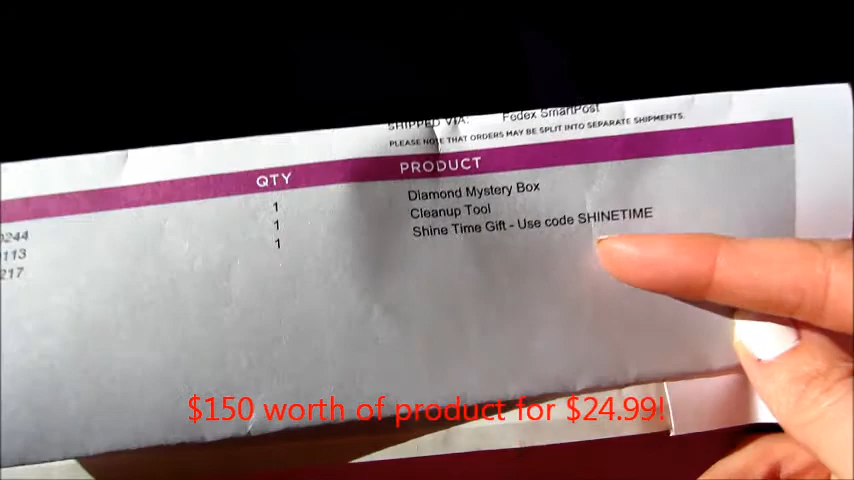 SHIPPED VIA: Fedex SmartPost
PLEASE NOTE THAT ORDERS MAY BE SPLIT INTO SEPARATE SHIPMENTS.
QTY PRODUCT
1 Diamond Mystery Box
0244 1 Cleanup Tool
0113 1 Shine Time Gift - Use code SHINETIME
217
$150 worth of product for $24.99!